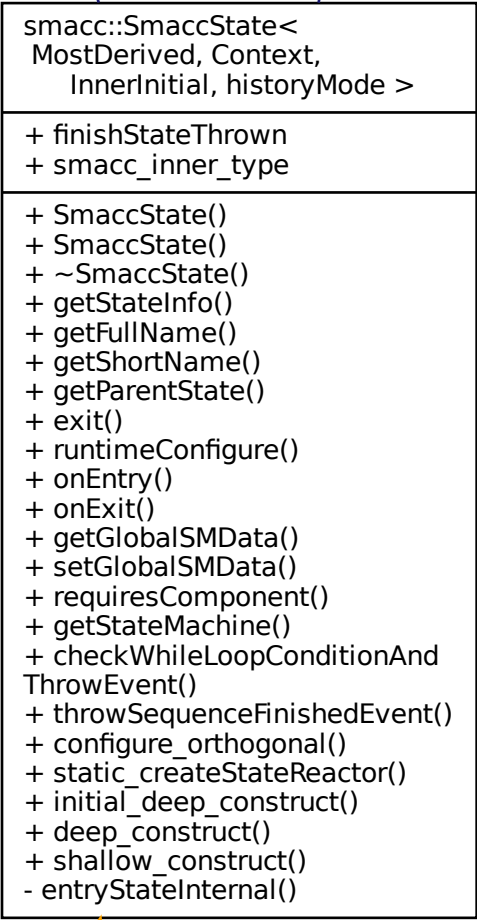 smacc::SmaccState<
MostDerived, Context,
InnerInitial, historyMode >
+ finishStateThrown
+ smacc_inner_type
+ SmaccState()
+ SmaccState()
+ ~SmaccState()
+ getStateInfo()
+ getFullName()
+ getShortName()
+ getParentState()
+ exit()
+ runtimeConfigure()
+ onEntry()
+ onExit()
+ getGlobalSMData()
+ setGlobalSMData()
+ requiresComponent()
+ getStateMachine()
+ checkWhileLoopConditionAnd
ThrowEvent()
+ throwSequenceFinishedEvent()
+ configure_orthogonal()
+ static_createStateReactor()
+ initial_deep_construct()
+ deep_construct()
+ shallow_construct()
- entryStateInternal()